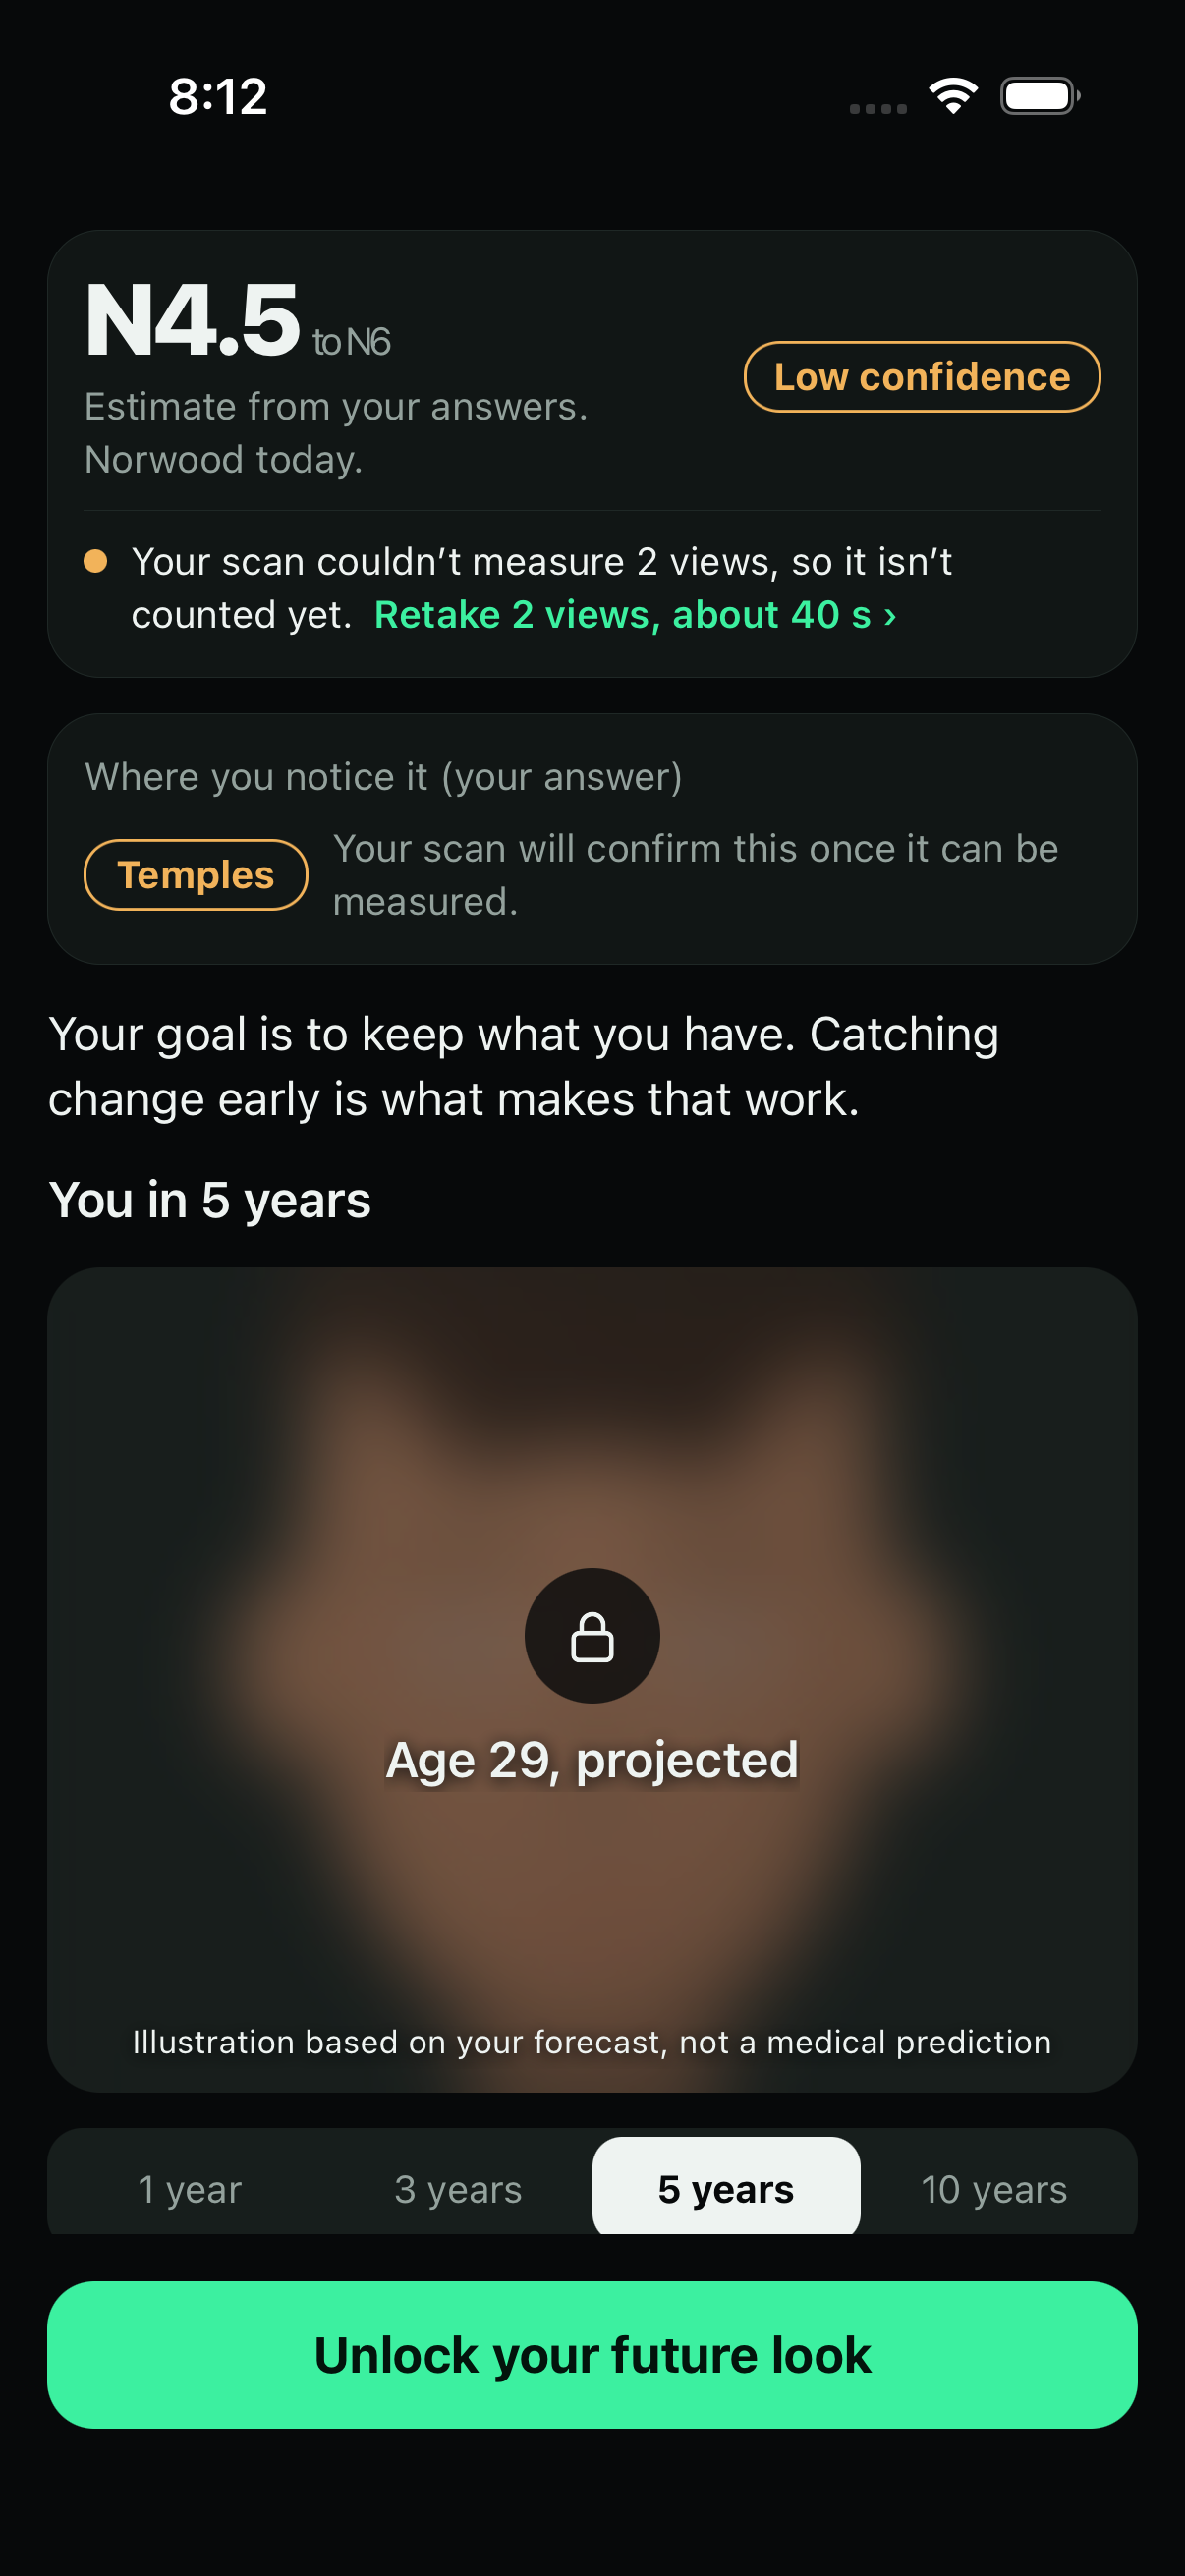 8:12
N4.5 to N6
Low confidence
Estimate from your answers.
Norwood today.
Your scan couldn’t measure 2 views, so it isn’t
counted yet. Retake 2 views, about 40 s ›
Where you notice it (your answer)
Temples
Your scan will confirm this once it can be
measured.
Your goal is to keep what you have. Catching
change early is what makes that work.
You in 5 years
Age 29, projected
Illustration based on your forecast, not a medical prediction
1 year
3 years
5 years
10 years
Unlock your future look